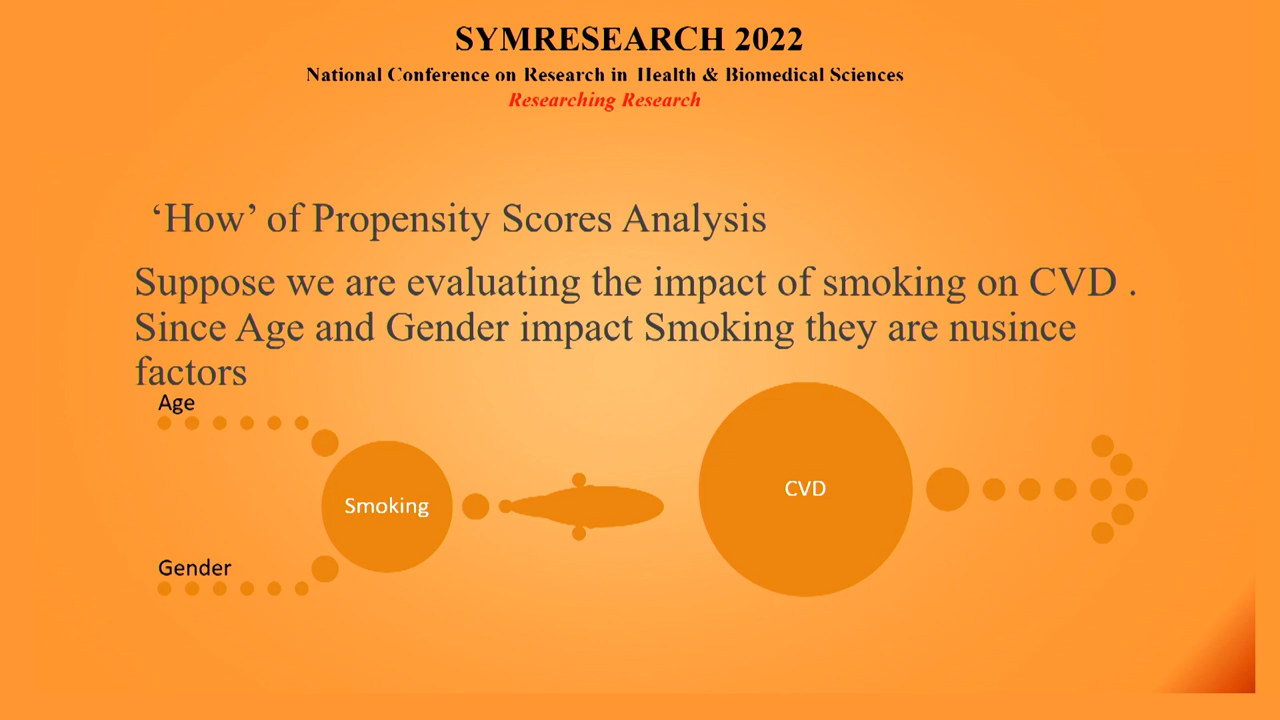 SYMRESEARCH 2022
National Conference on Research in Health & Biomedical Sciences
Researching Research
‘How’ of Propensity Scores Analysis
Suppose we are evaluating the impact of smoking on CVD .
Since Age and Gender impact Smoking they are nusince
factors
Age
Smoking
CVD
Gender